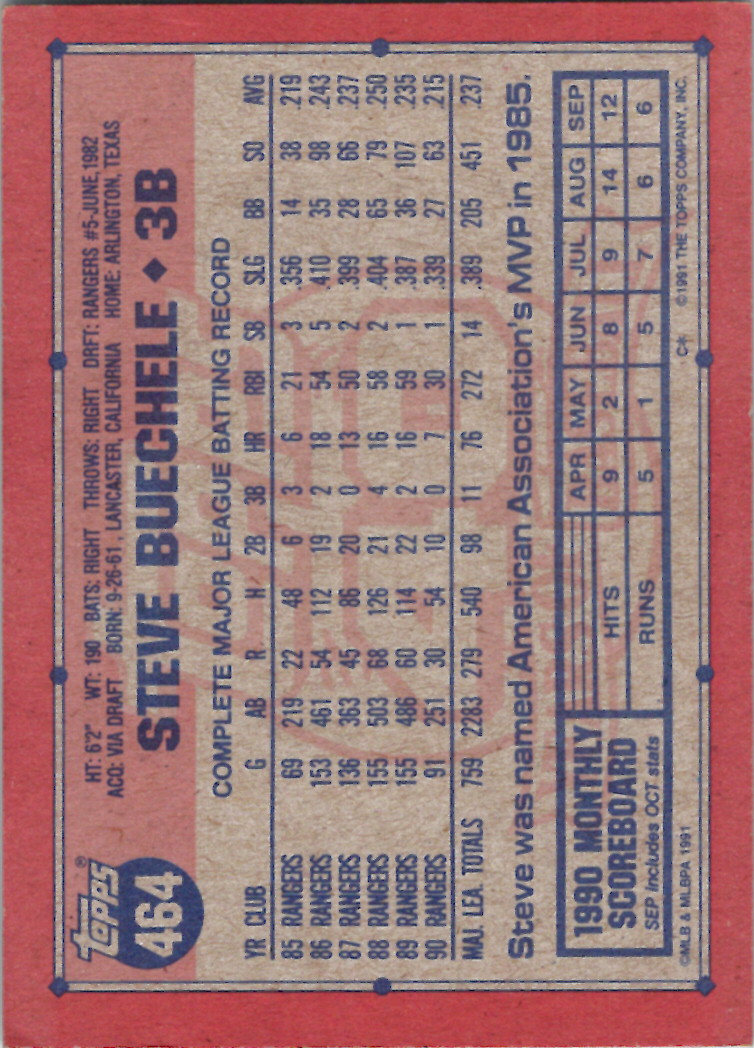 TOPPS®
464
HT: 6'2" WT: 190 BATS: RIGHT THROWS: RIGHT DRFT: RANGERS #5-JUNE, 1982
ACQ: VIA DRAFT BORN: 9-26-61, LANCASTER, CALIFORNIA HOME: ARLINGTON, TEXAS
STEVE BUECHELE ◆ 3B
COMPLETE MAJOR LEAGUE BATTING RECORD
YR CLUB G AB R H 2B 3B HR RBI SB SLG BB SO AVG
85 RANGERS 69 219 22 48 6 3 6 21 3 .356 14 38 .219
86 RANGERS 153 461 54 112 19 2 18 54 5 .410 35 98 .243
87 RANGERS 136 363 45 86 20 0 13 50 2 .399 28 66 .237
88 RANGERS 155 503 68 126 21 4 16 58 2 .404 65 79 .250
89 RANGERS 155 486 60 114 22 2 16 59 1 .387 36 107 .235
90 RANGERS 91 251 30 54 10 0 7 30 1 .339 27 63 .215
MAJ. LEA. TOTALS 759 2283 279 540 98 11 76 272 14 .389 205 451 .237
Steve was named American Association's MVP in 1985.
1990 MONTHLY
SCOREBOARD
SEP Includes OCT stats
APR MAY JUN JUL AUG SEP
HITS 9 2 8 9 14 12
RUNS 5 1 5 7 6 6
©MLB & MLBPA 1991 C* ©1991 THE TOPPS COMPANY, INC.